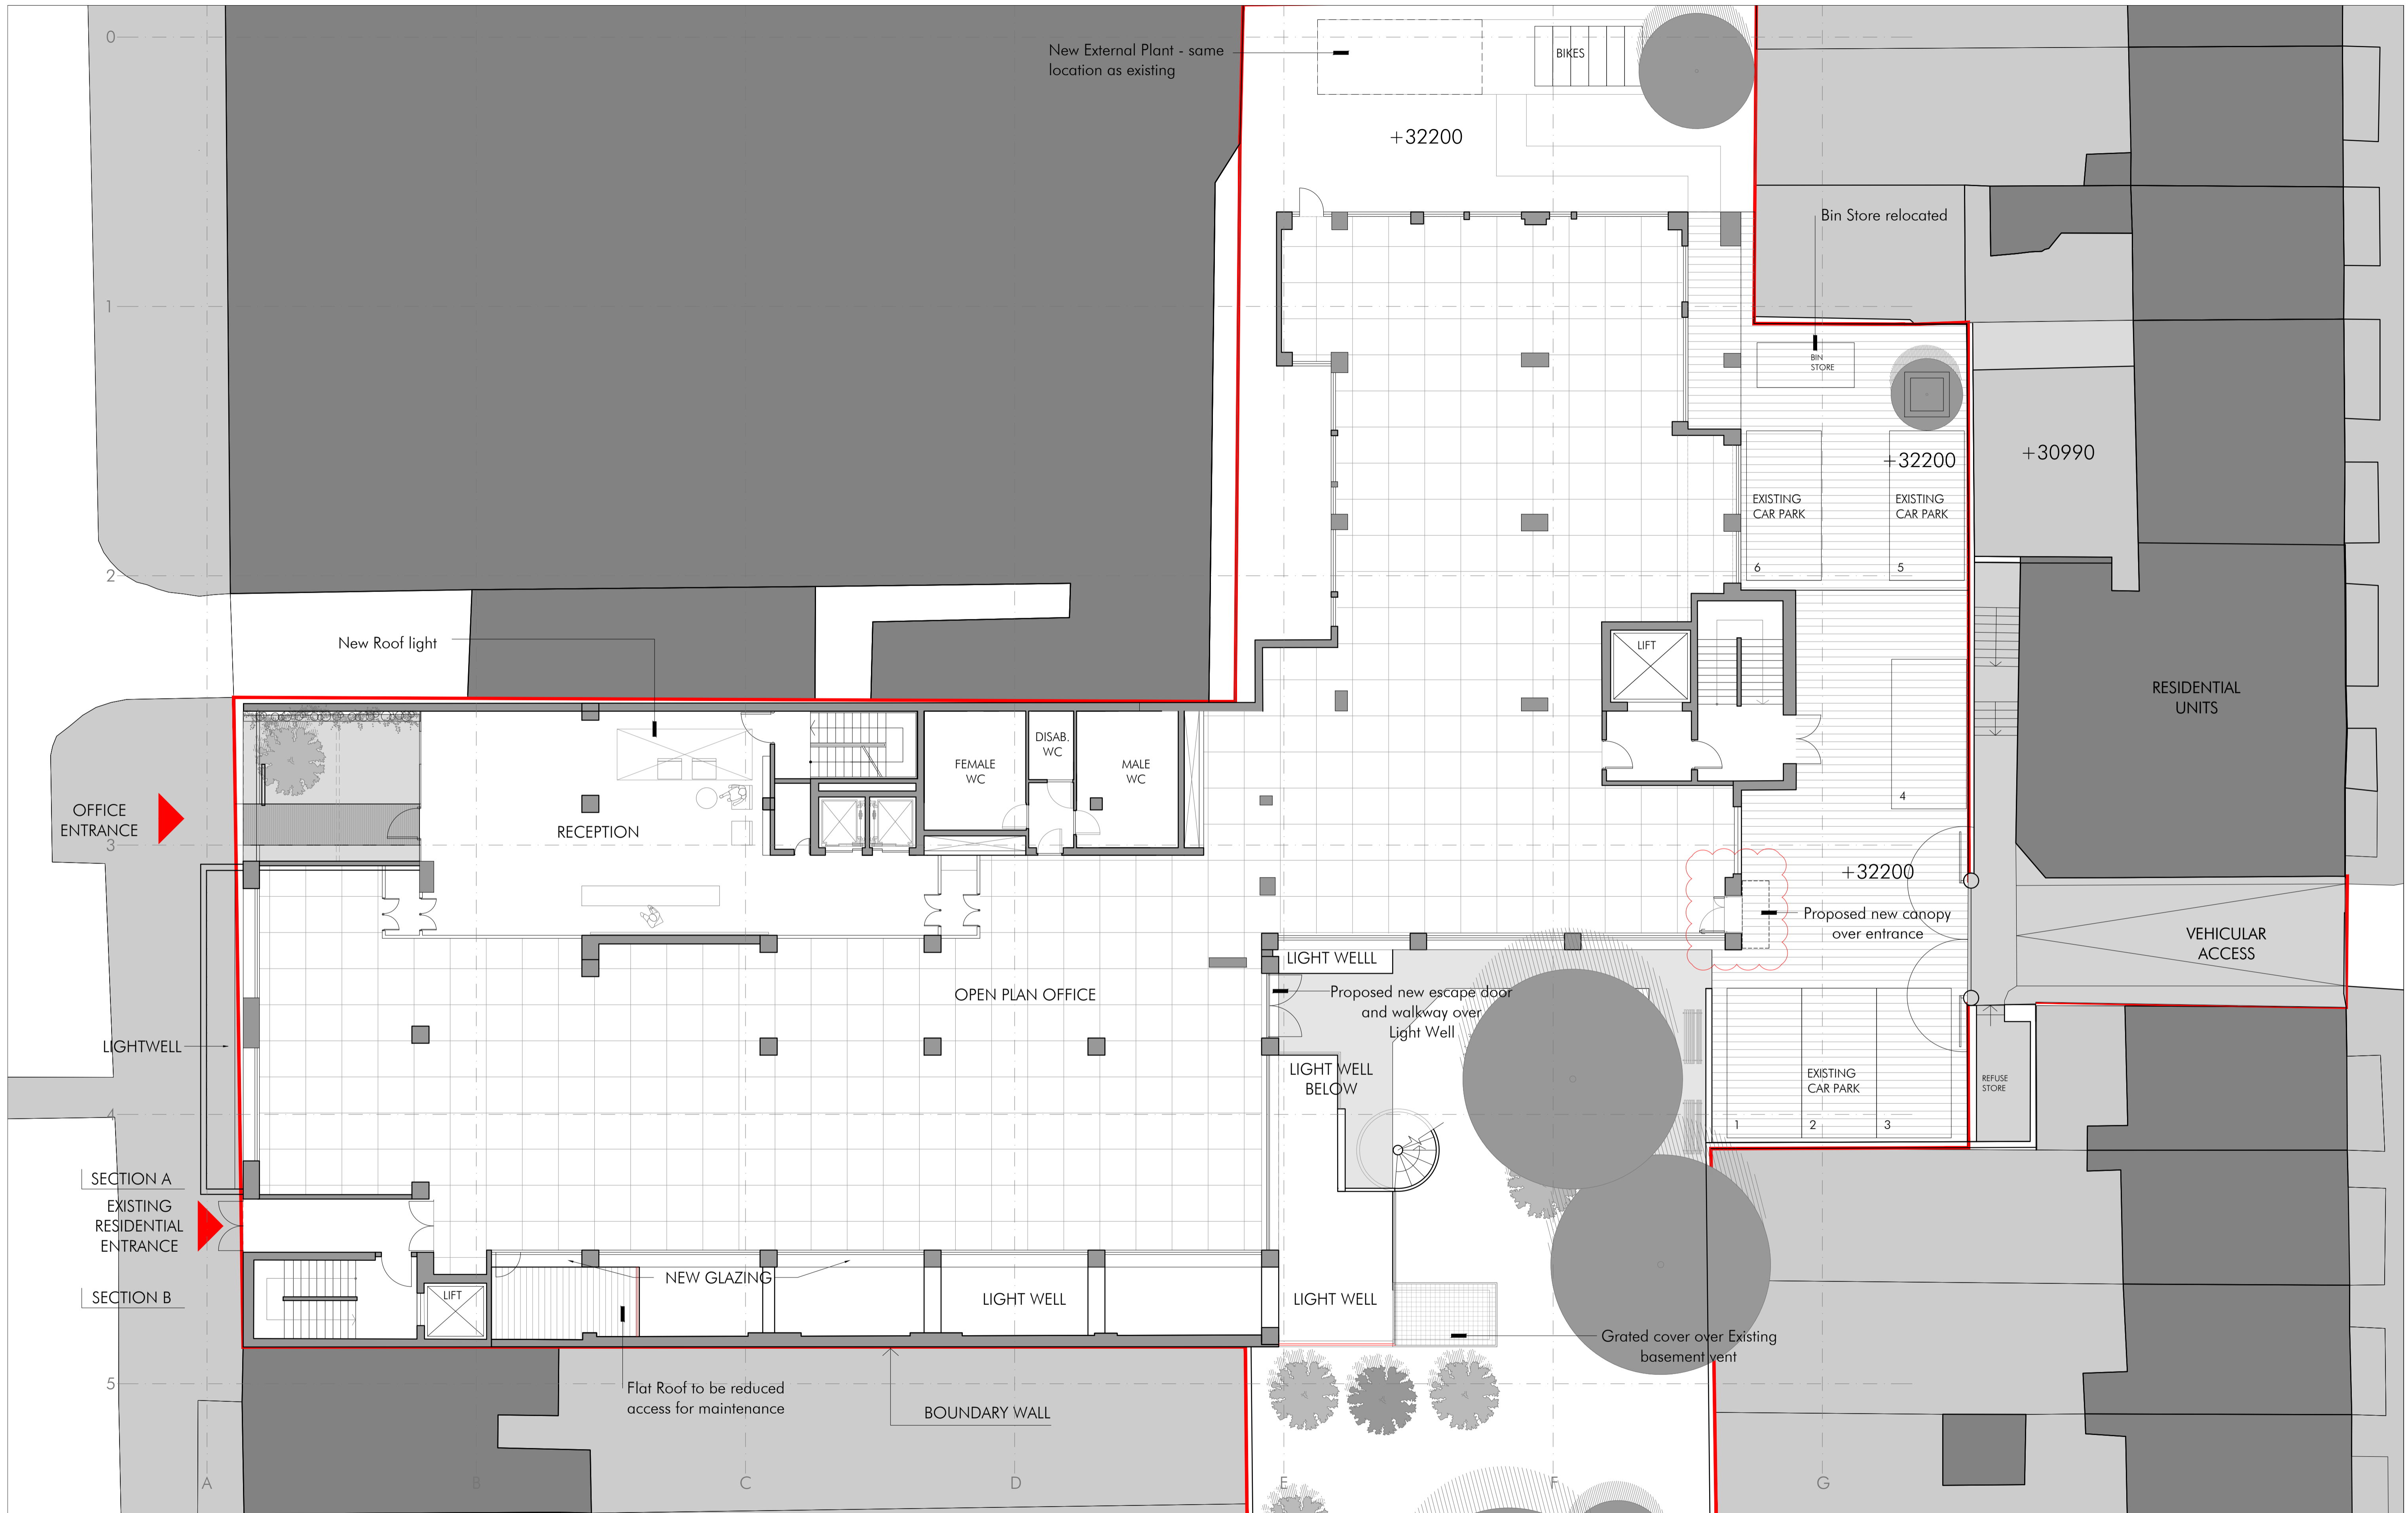 0
New External Plant - same
location as existing
BIKES
+32200
Bin Store relocated
1
BIN
STORE
+32200
+30990
EXISTING
CAR PARK
EXISTING
CAR PARK
6
5
2
New Roof light
LIFT
RESIDENTIAL
UNITS
DISAB.
WC
FEMALE
WC
MALE
WC
4
OFFICE
ENTRANCE
RECEPTION
3
+32200
Proposed new canopy
over entrance
VEHICULAR
ACCESS
LIGHT WELLL
OPEN PLAN OFFICE
Proposed new escape door
and walkway over
Light Well
LIGHTWELL
LIGHT WELL
BELOW
EXISTING
CAR PARK
REFUSE
STORE
4
1
2
3
SECTION A
EXISTING
RESIDENTIAL
ENTRANCE
NEW GLAZING
SECTION B
LIFT
LIGHT WELL
LIGHT WELL
Grated cover over Existing
basement vent
5
Flat Roof to be reduced
access for maintenance
BOUNDARY WALL
A
B
C
D
E
F
G